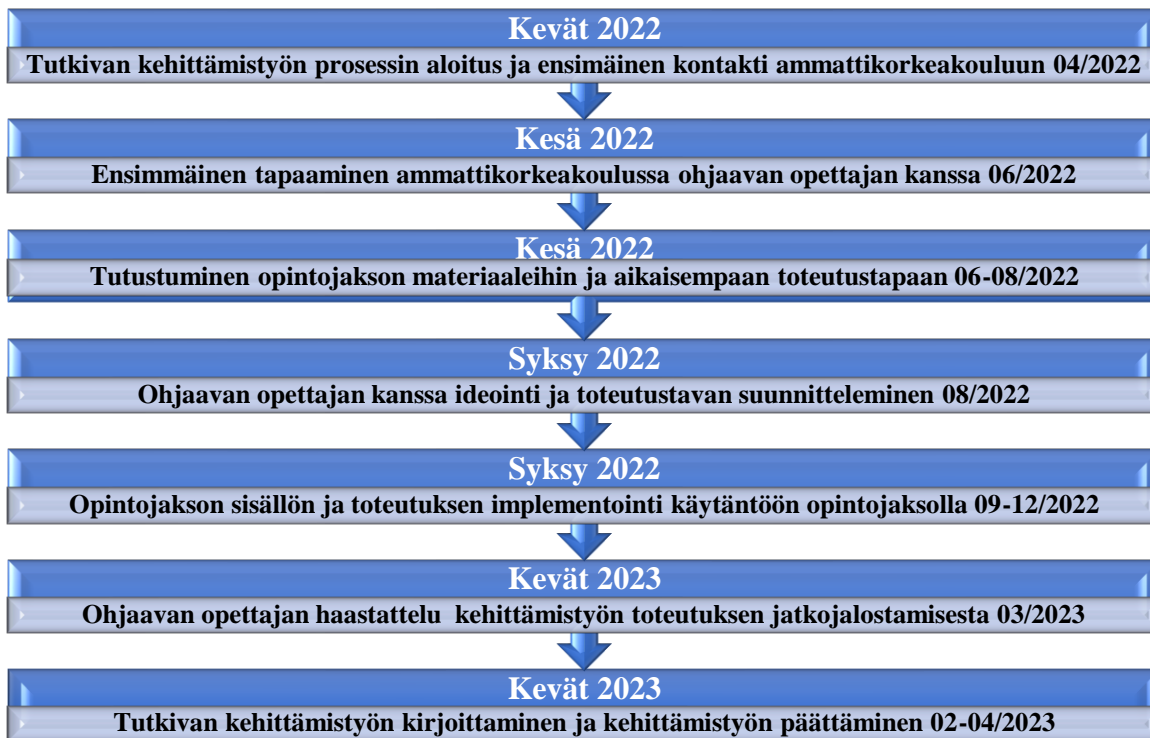 Kevät 2022
Tutkivan kehittämistyön prosessin aloitus ja ensimäinen kontakti ammattikorkeakouluun 04/2022
Kesä 2022
Ensimmäinen tapaaminen ammattikorkeakoulussa ohjaavan opettajan kanssa 06/2022
Kesä 2022
Tutustuminen opintojakson materiaaleihin ja aikaisempaan toteutustapaan 06-08/2022
Syksy 2022
Ohjaavan opettajan kanssa ideointi ja toteutustavan suunnitteleminen 08/2022
Syksy 2022
Opintojakson sisällön ja toteutuksen implementointi käytäntöön opintojaksolla 09-12/2022
Kevät 2023
Ohjaavan opettajan haastattelu kehittämistyön toteutuksen jatkojalostamisesta 03/2023
Kevät 2023
Tutkivan kehittämistyön kirjoittaminen ja kehittämistyön päättäminen 02-04/2023